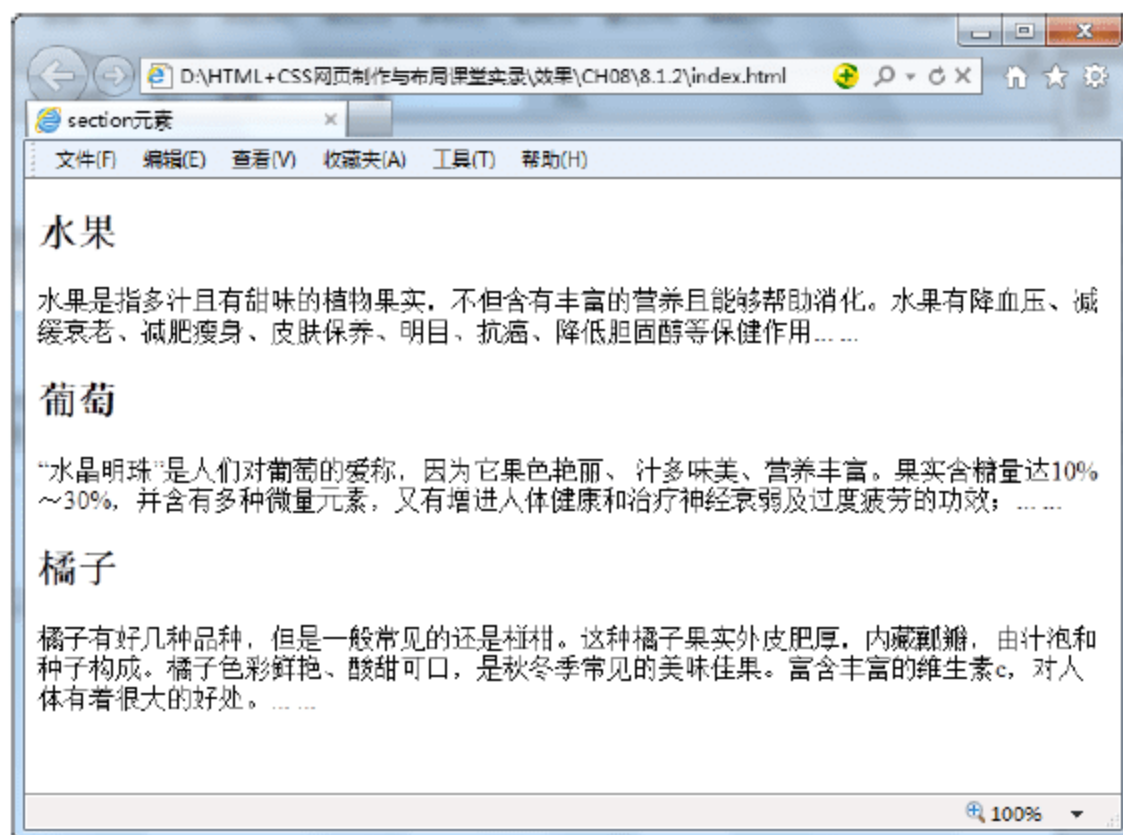 D:\HTML+CSS网页制作与布局课堂实录\效果\CH08\8.1.2\index.html
section元素
文件(F) 编辑(E) 查看(V) 收藏夹(A) 工具(T) 帮助(H)
水果
水果是指多汁且有甜味的植物果实，不但含有丰富的营养且能够帮助消化。水果有降血压、减
缓衰老、减肥瘦身、皮肤保养、明目、抗癌、降低胆固醇等保健作用... ...
葡萄
“水晶明珠”是人们对葡萄的爱称，因为它果色艳丽、 汁多味美、营养丰富。果实含糖量达10%
～30%，并含有多种微量元素，又有增进人体健康和治疗神经衰弱及过度疲劳的功效；... ...
橘子
橘子有好几种品种，但是一般常见的还是椪柑。这种橘子果实外皮肥厚，内藏瓤瓣，由汁泡和
种子构成。橘子色彩鲜艳、酸甜可口，是秋冬季常见的美味佳果。富含丰富的维生素c，对人
体有着很大的好处。... ...
100%